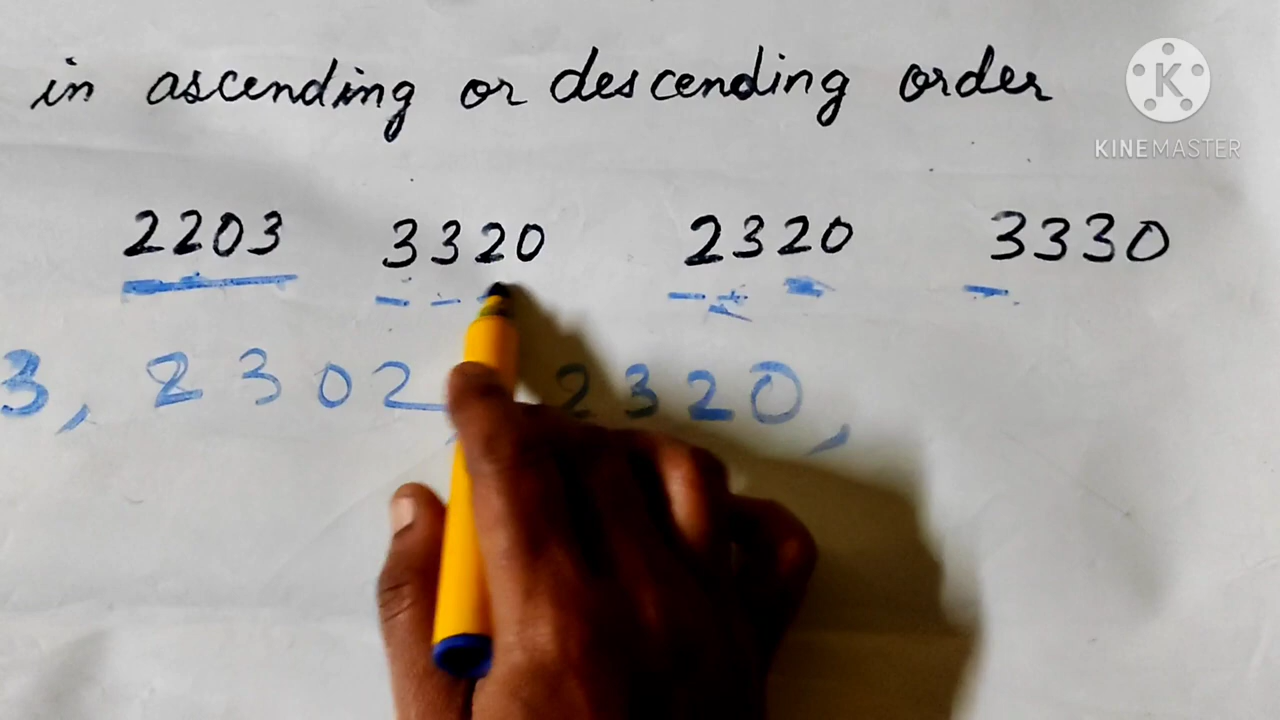 in ascending or descending order
K
KINEMASTER
2203 3320 2320 3330
3, 2302, 2320,